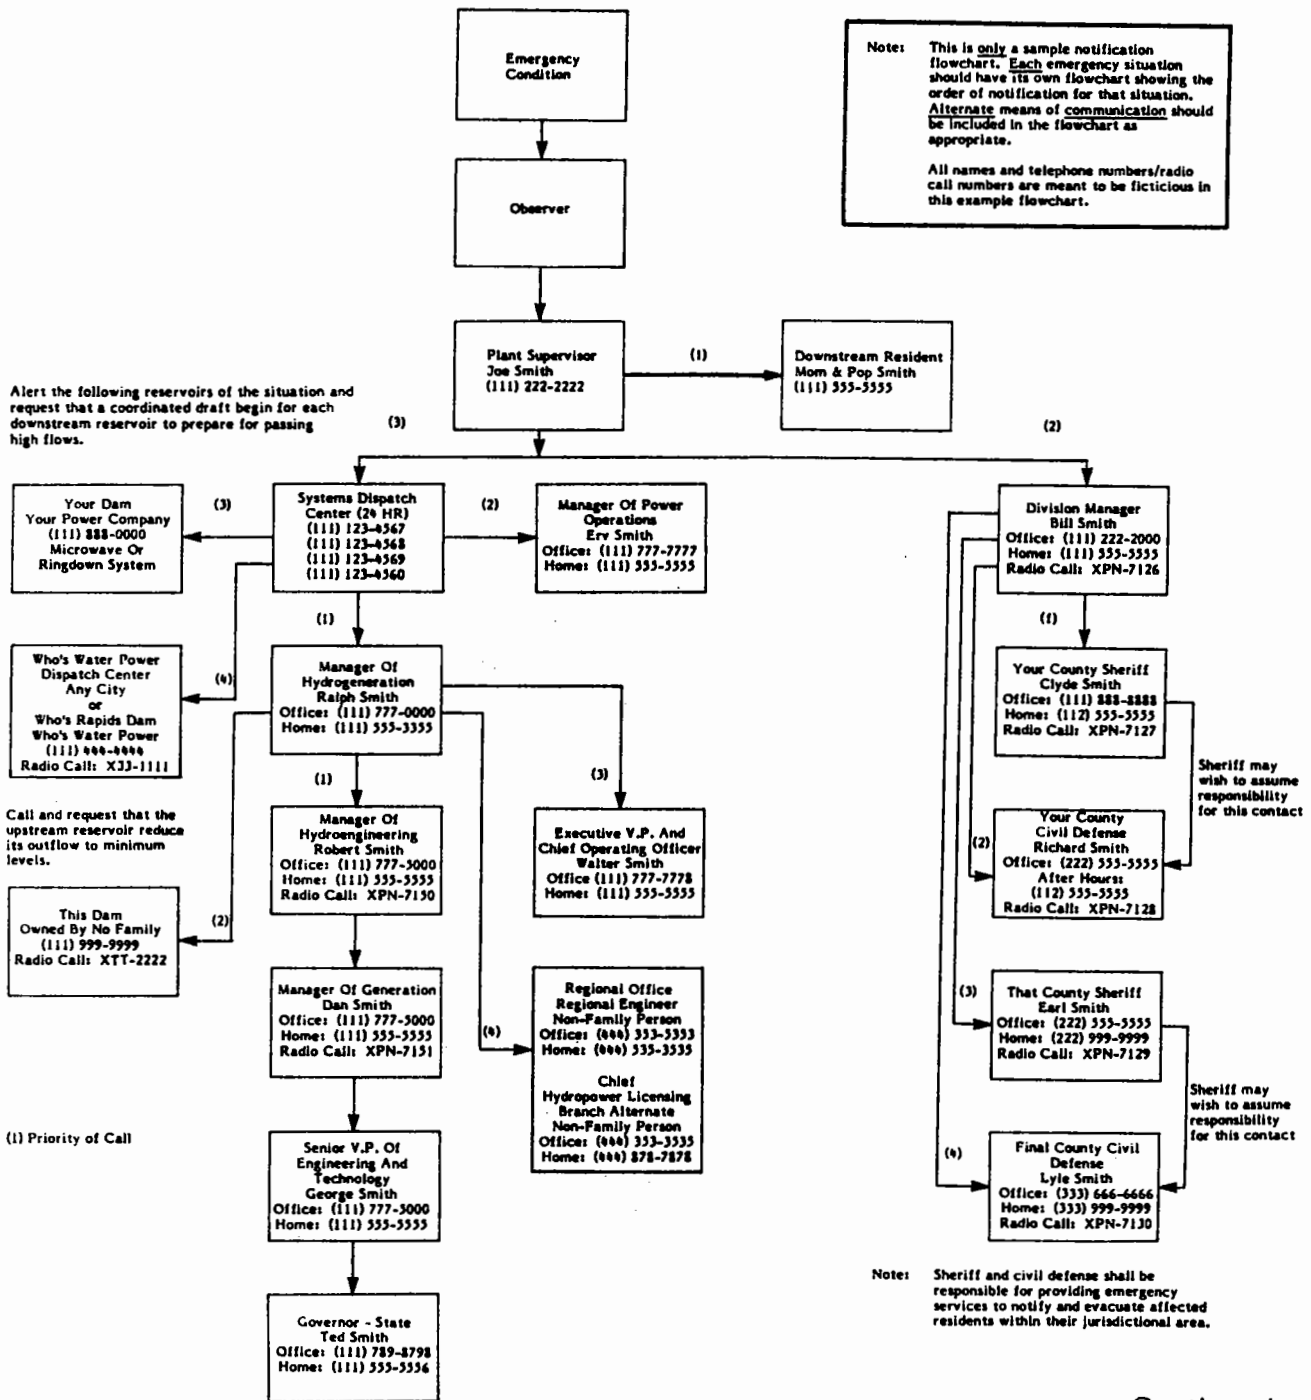 Emergency
Condition
Note: This is only a sample notification
flowchart. Each emergency situation
should have its own flowchart showing the
order of notification for that situation.
Alternate means of communication should
be included in the flowchart as
appropriate.
All names and telephone numbers/radio
call numbers are meant to be ficticious in
this example flowchart.
Observer
Plant Supervisor
Joe Smith
(111) 222-2222
(1)
Downstream Resident
Mom & Pop Smith
(111) 555-5555
Alert the following reservoirs of the situation and
request that a coordinated draft begin for each
downstream reservoir to prepare for passing
high flows.
(3)
(2)
Your Dam
Your Power Company
(111) 888-0000
Microwave Or
Ringdown System
(3)
Systems Dispatch
Center (24 HR)
(111) 123-4567
(111) 123-4568
(111) 123-4569
(111) 123-4560
(2)
Manager Of Power
Operations
Erv Smith
Office: (111) 777-7777
Home: (111) 555-5555
Division Manager
Bill Smith
Office: (111) 222-2000
Home: (111) 555-5555
Radio Call: XPN-7126
(1)
(1)
Who's Water Power
Dispatch Center
Any City
or
Who's Rapids Dam
Who's Water Power
(111) 444-4444
Radio Call: XJJ-1111
(4)
Manager Of
Hydrogeneration
Ralph Smith
Office: (111) 777-0000
Home: (111) 555-3355
Your County Sheriff
Clyde Smith
Office: (111) 888-8888
Home: (112) 555-5555
Radio Call: XPN-7127
Sheriff may
wish to assume
responsibility
for this contact
(1)
(3)
Call and request that the
upstream reservoir reduce
its outflow to minimum
levels.
Manager Of
Hydroengineering
Robert Smith
Office: (111) 777-5000
Home: (111) 555-5555
Radio Call: XPN-7150
Executive V.P. And
Chief Operating Officer
Walter Smith
Office (111) 777-7778
Home: (111) 555-5555
(2)
Your County
Civil Defense
Richard Smith
Office: (222) 555-5555
After Hours:
(112) 555-5555
Radio Call: XPN-7128
This Dam
Owned By No Family
(111) 999-9999
Radio Call: XTT-2222
(2)
Manager Of Generation
Dan Smith
Office: (111) 777-5000
Home: (111) 555-5555
Radio Call: XPN-7151
(4)
Regional Office
Regional Engineer
Non-Family Person
Office: (444) 353-5353
Home: (444) 535-3535
Chief
Hydropower Licensing
Branch Alternate
Non-Family Person
Office: (444) 353-3535
Home: (444) 878-7878
(3)
That County Sheriff
Earl Smith
Office: (222) 555-5555
Home: (222) 999-9999
Radio Call: XPN-7129
Sheriff may
wish to assume
responsibility
for this contact
(1) Priority of Call
Senior V.P. Of
Engineering And
Technology
George Smith
Office: (111) 777-5000
Home: (111) 555-5555
(4)
Final County Civil
Defense
Lyle Smith
Office: (333) 666-6666
Home: (333) 999-9999
Radio Call: XPN-7130
Governor - State
Ted Smith
Office: (111) 789-8798
Home: (111) 555-5556
Note: Sheriff and civil defense shall be
responsible for providing emergency
services to notify and evacuate affected
residents within their jurisdictional area.